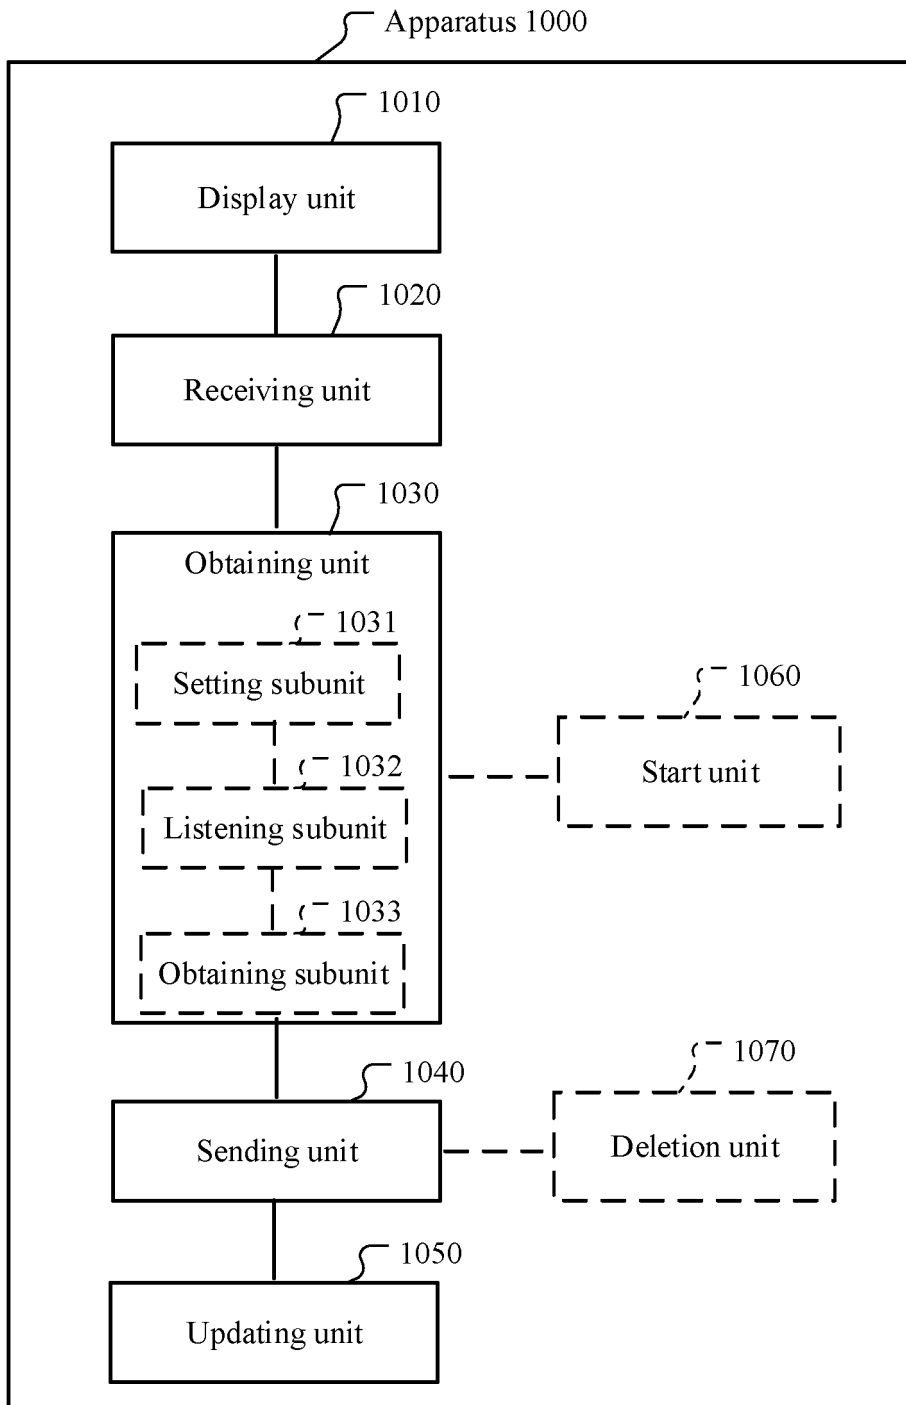 Apparatus 1000
1010
Display unit
1020
Receiving unit
1030
Obtaining unit
1031
Setting subunit
1060
Start unit
1032
Listening subunit
1033
Obtaining subunit
1040
Sending unit
1070
Deletion unit
1050
Updating unit